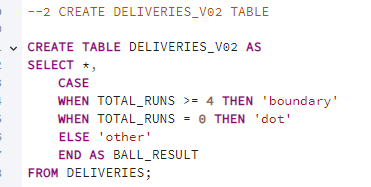 --2 CREATE DELIVERIES_V02 TABLE
CREATE TABLE DELIVERIES_V02 AS
SELECT *,
CASE
WHEN TOTAL_RUNS >= 4 THEN 'boundary'
WHEN TOTAL_RUNS = 0 THEN 'dot'
ELSE 'other'
END AS BALL_RESULT
FROM DELIVERIES;